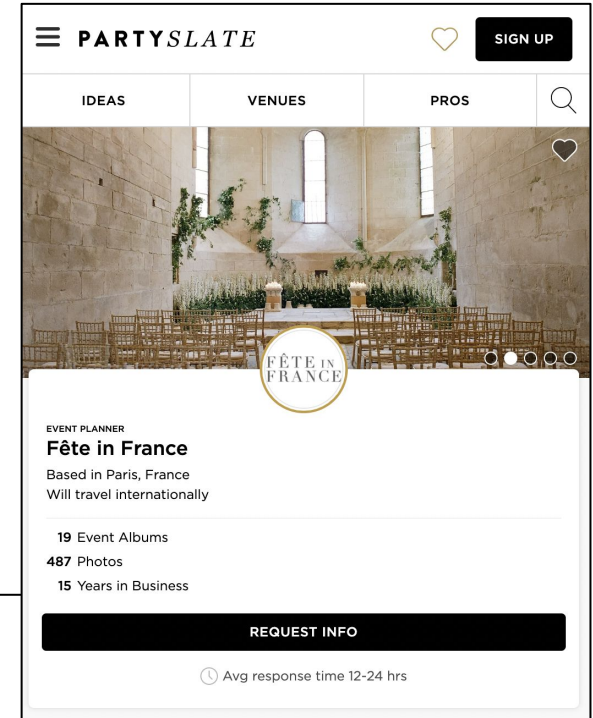 PARTYSLATE
SIGN UP
IDEAS
VENUES
PROS
FÊTE IN
FRANCE
EVENT PLANNER
Fête in France
Based in Paris, France
Will travel internationally
19 Event Albums
487 Photos
15 Years in Business
REQUEST INFO
Avg response time 12-24 hrs